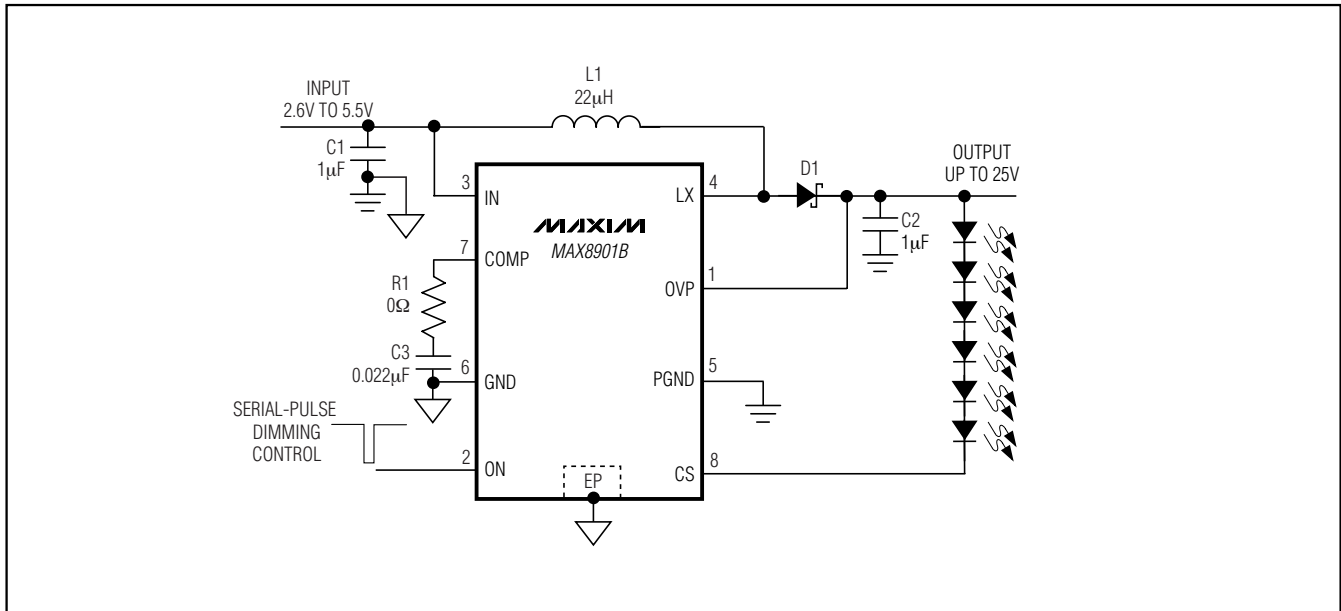 INPUT
2.6V TO 5.5V
L1
22µH
C1
1µF
3
IN
MAXIM
MAX8901B
LX
4
D1
OUTPUT
UP TO 25V
C2
1µF
7
COMP
R1
0Ω
OVP
1
C3
0.022µF
6
GND
PGND
5
SERIAL-PULSE
DIMMING
CONTROL
2
ON
EP
CS
8